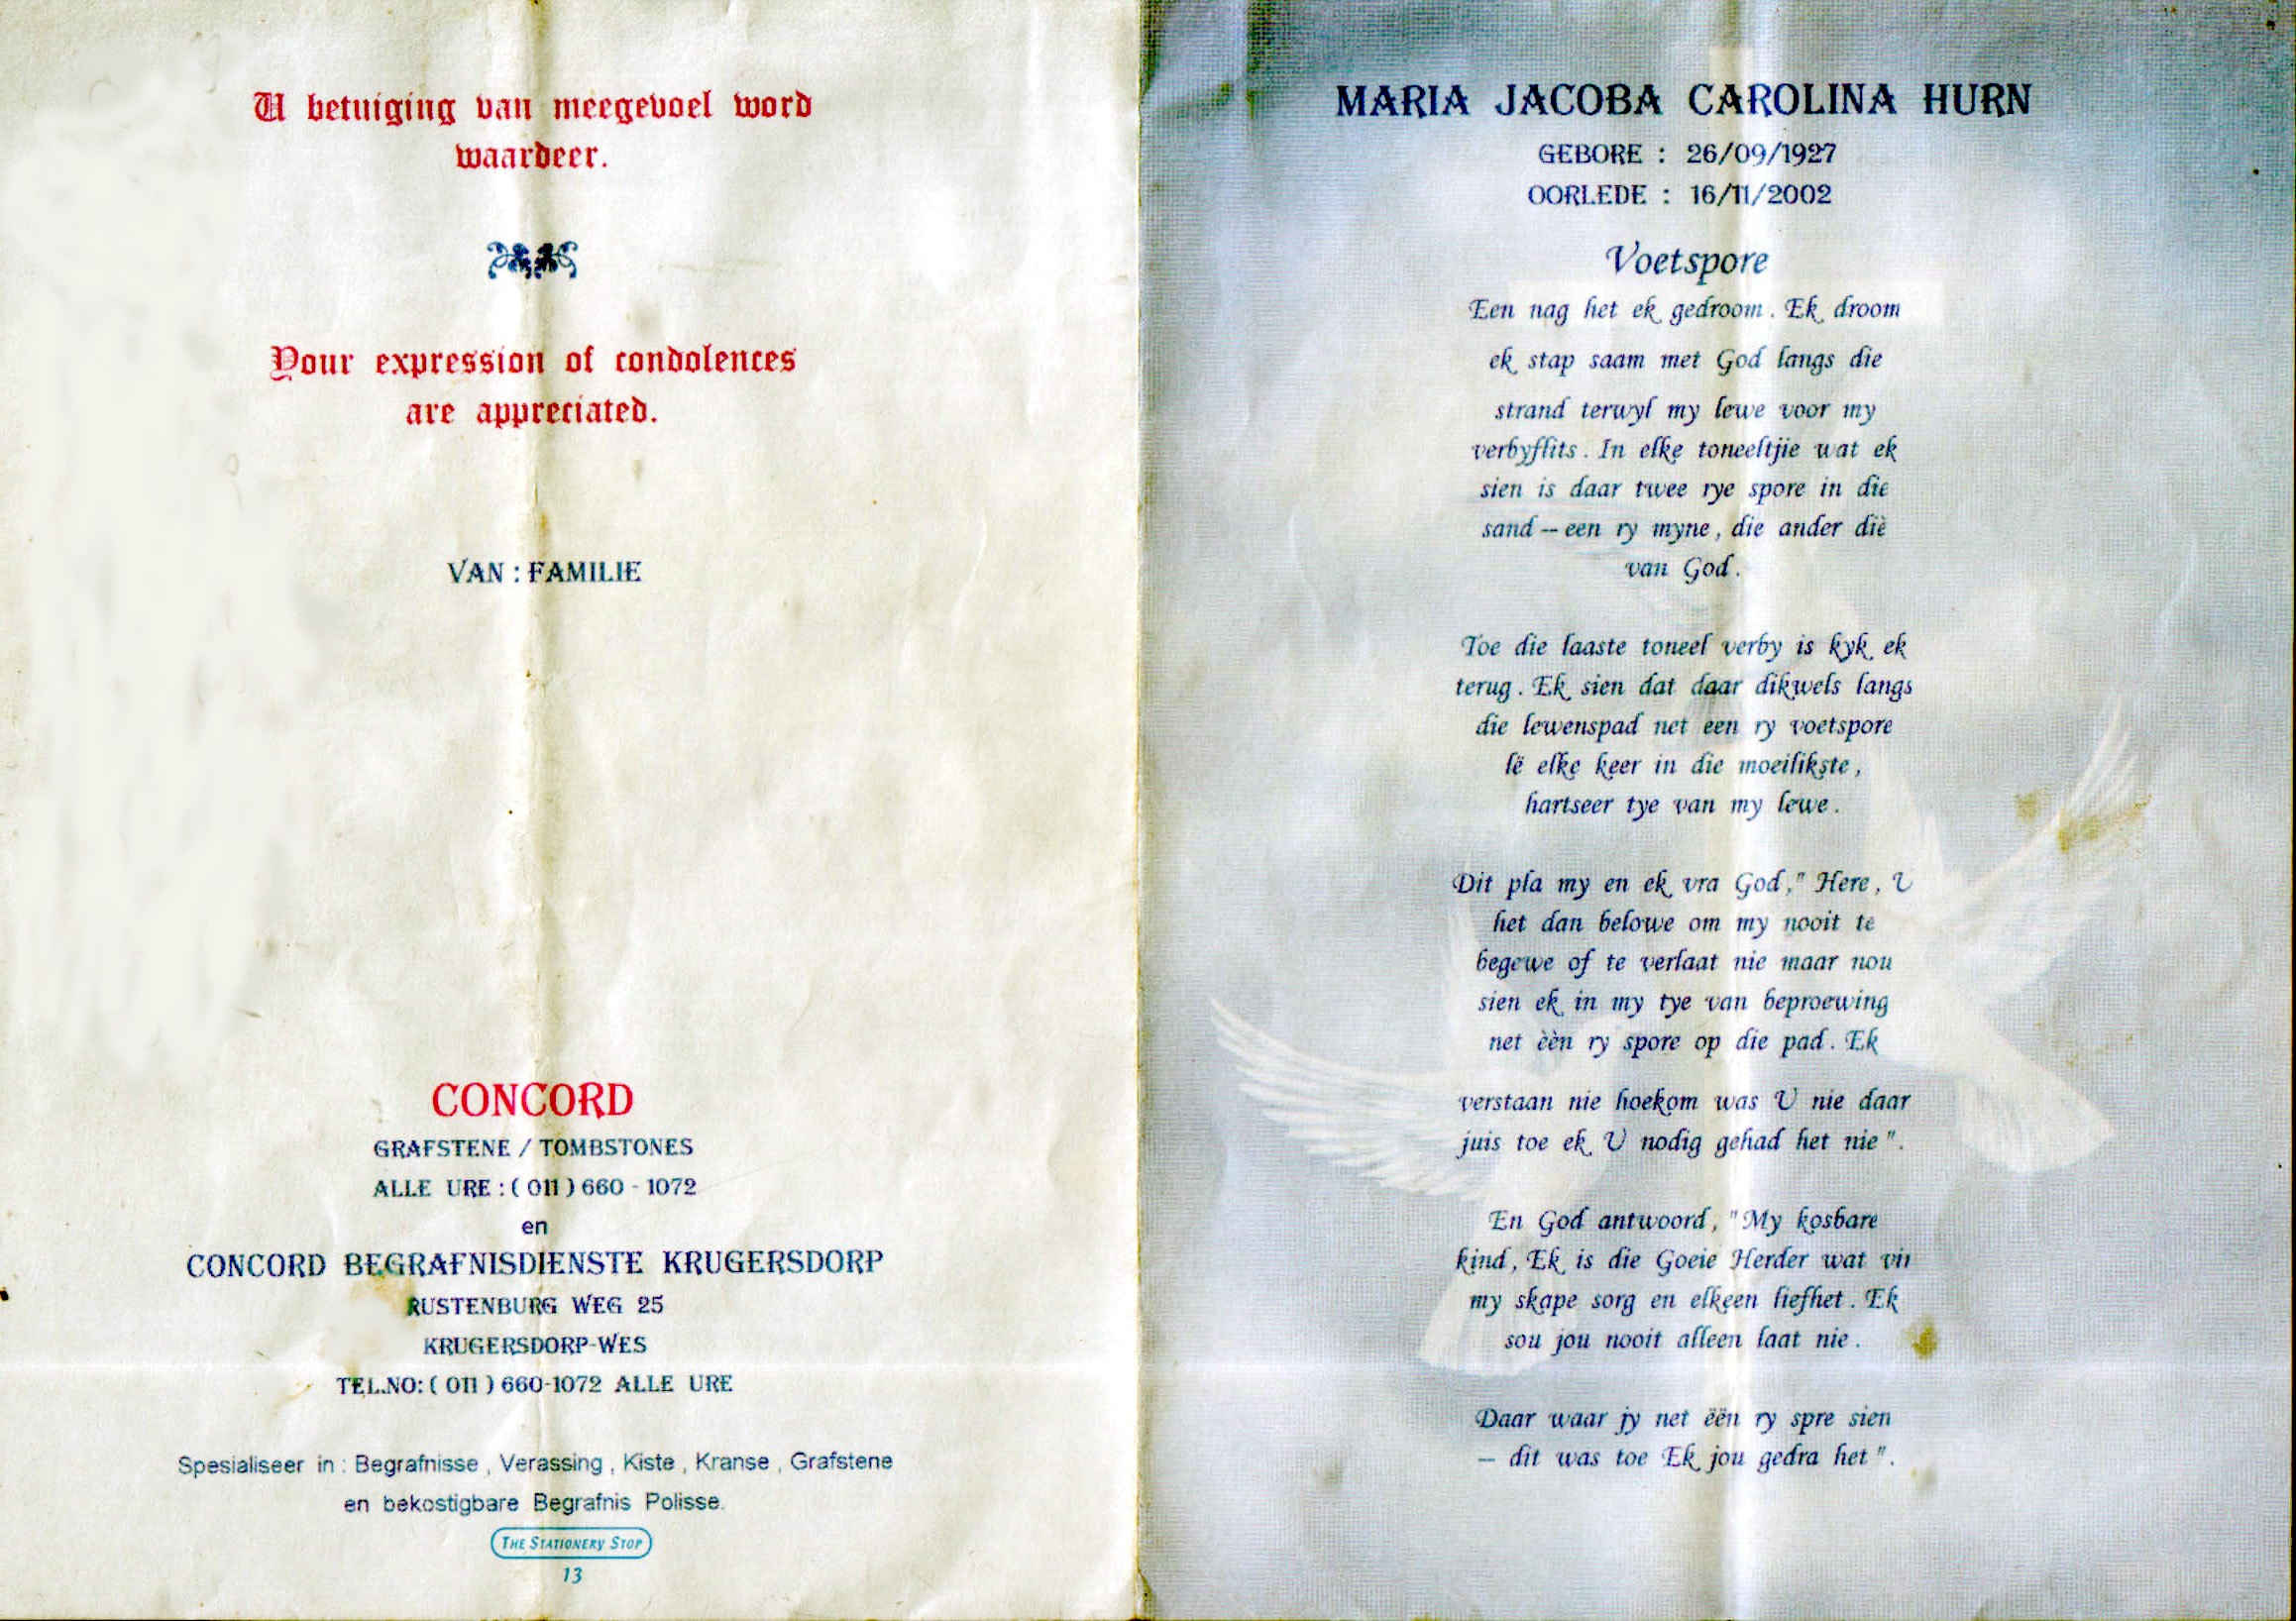 U betuiging van meegevoel word
waardeer.
Your expression of condolences
are appreciated.
VAN : FAMILIE
CONCORD
GRAFSTENE / TOMBSTONES
ALLE URE : ( 011 ) 660 - 1072
en
CONCORD BEGRAFNISDIENSTE KRUGERSDORP
RUSTENBURG WEG 25
KRUGERSDORP-WES
TEL.NO: ( 011 ) 660-1072 ALLE URE
Spesialiseer in : Begrafnisse , Verassing , Kiste , Kranse , Grafstene
en bekostigbare Begrafnis Polisse.
THE STATIONERY STOP
13
MARIA JACOBA CAROLINA HURN
GEBORE : 26/09/1927
OORLEDE : 16/11/2002
Voetspore
Een nag het ek gedroom . Ek droom
ek stap saam met God langs die
strand terwyl my lewe voor my
verbyflits . In elke toneeltjie wat ek
sien is daar twee rye spore in die
sand -- een ry myne , die ander diè
van God .
Toe die laaste toneel verby is kyk ek
terug . Ek sien dat daar dikwels langs
die lewenspad net een ry voetspore
lë elke keer in die moeilikste ,
hartseer tye van my lewe .
Dit pla my en ek vra God ," Here , U
het dan belowe om my nooit te
begewe of te verlaat nie maar nou
sien ek in my tye van beproewing
net èèn ry spore op die pad . Ek
verstaan nie hoekom was U nie daar
juis toe ek U nodig gehad het nie ".
En God antwoord , "My kosbare
kind , Ek is die Goeie Herder wat vir
my skape sorg en elkeen liefhet . Ek
sou jou nooit alleen laat nie .
Daar waar jy net ëën ry spre sien
– dit was toe Ek jou gedra het ".